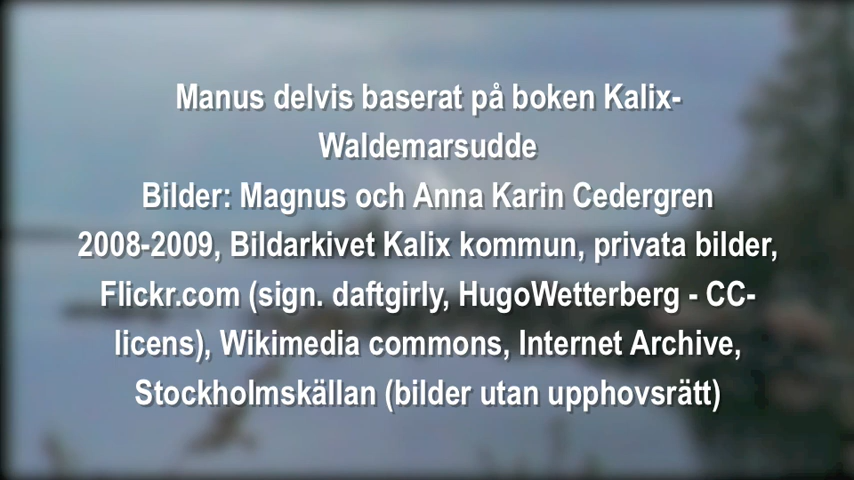 Manus delvis baserat på boken Kalix-
Waldemarsudde
Bilder: Magnus och Anna Karin Cedergren
2008-2009, Bildarkivet Kalix kommun, privata bilder,
Flickr.com (sign. daftgirly, HugoWetterberg - CC-
licens), Wikimedia commons, Internet Archive,
Stockholmskällan (bilder utan upphovsrätt)